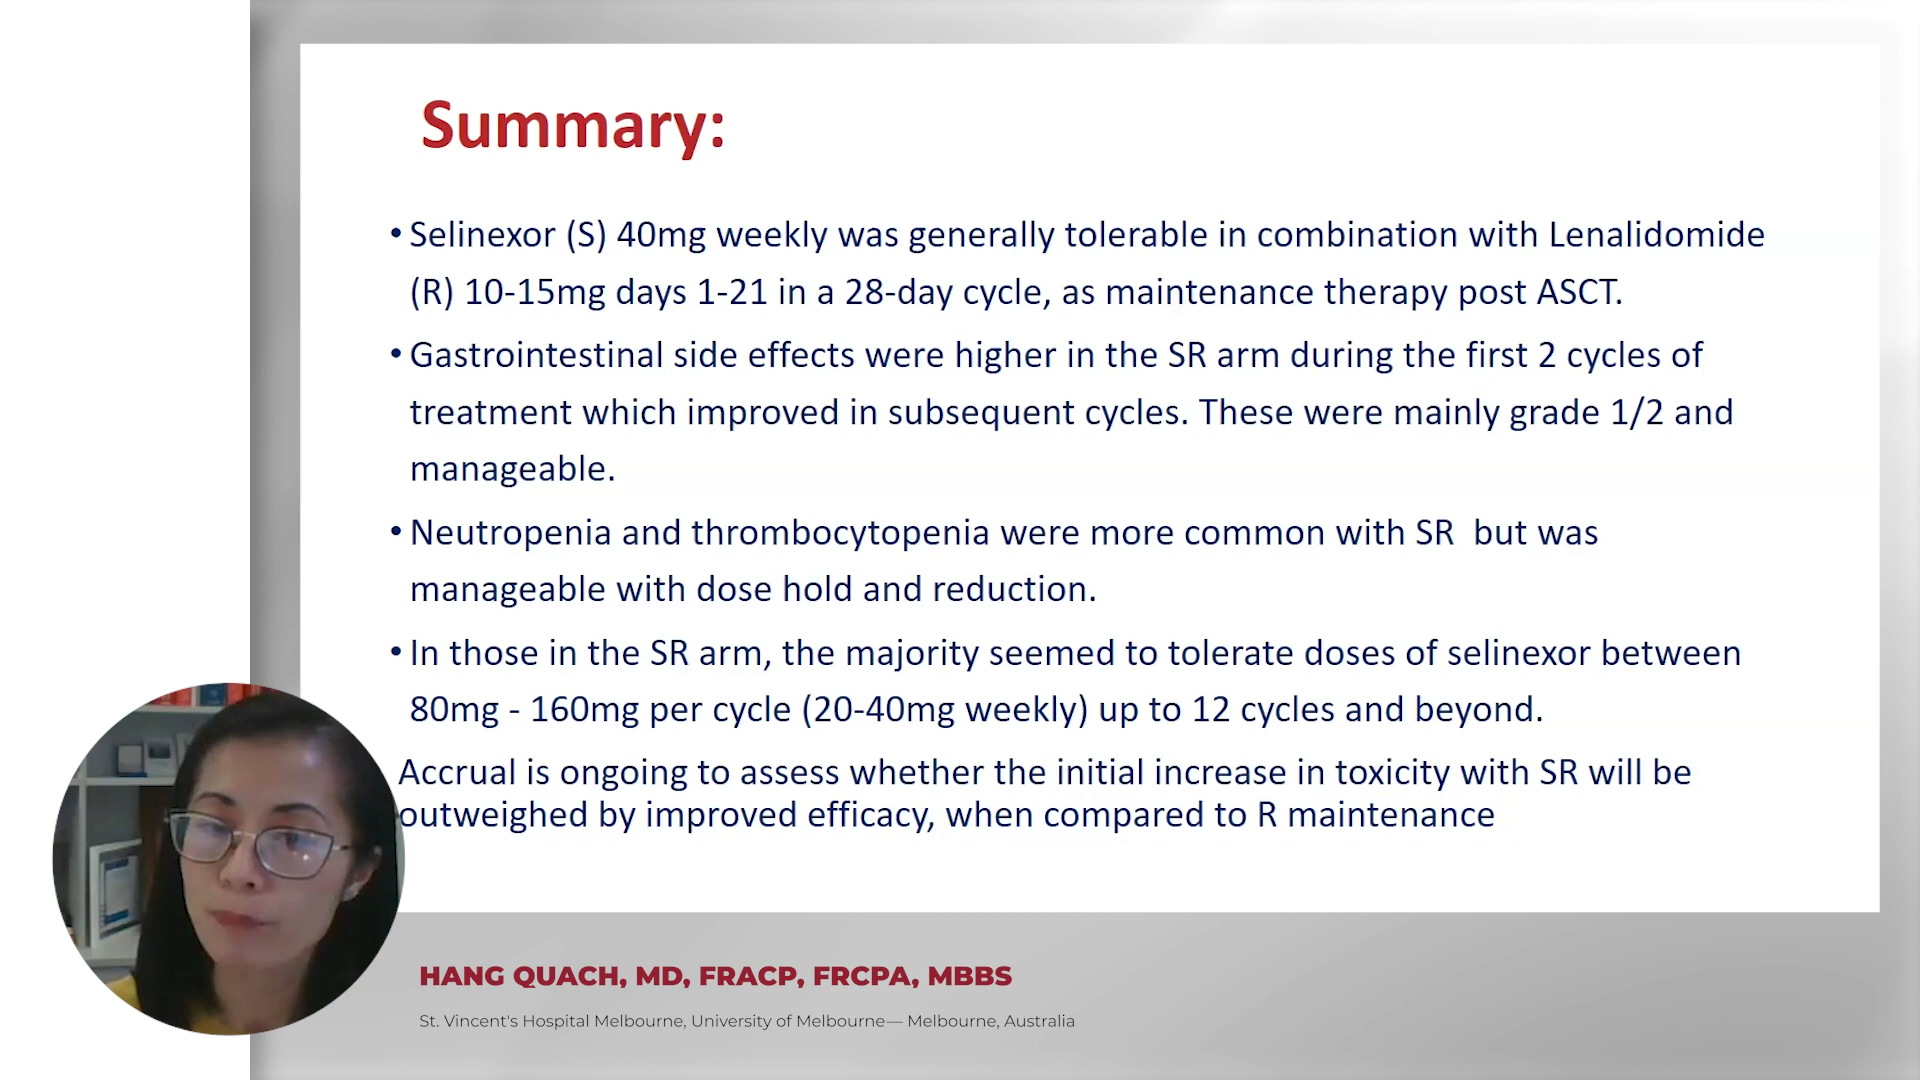 Summary:
• Selinexor (S) 40mg weekly was generally tolerable in combination with Lenalidomide
(R) 10-15mg days 1-21 in a 28-day cycle, as maintenance therapy post ASCT.
• Gastrointestinal side effects were higher in the SR arm during the first 2 cycles of
treatment which improved in subsequent cycles. These were mainly grade 1/2 and
manageable.
• Neutropenia and thrombocytopenia were more common with SR  but was
manageable with dose hold and reduction.
• In those in the SR arm, the majority seemed to tolerate doses of selinexor between
80mg - 160mg per cycle (20-40mg weekly) up to 12 cycles and beyond.
Accrual is ongoing to assess whether the initial increase in toxicity with SR will be
outweighed by improved efficacy, when compared to R maintenance
HANG QUACH, MD, FRACP, FRCPA, MBBS
St. Vincent's Hospital Melbourne, University of Melbourne— Melbourne, Australia